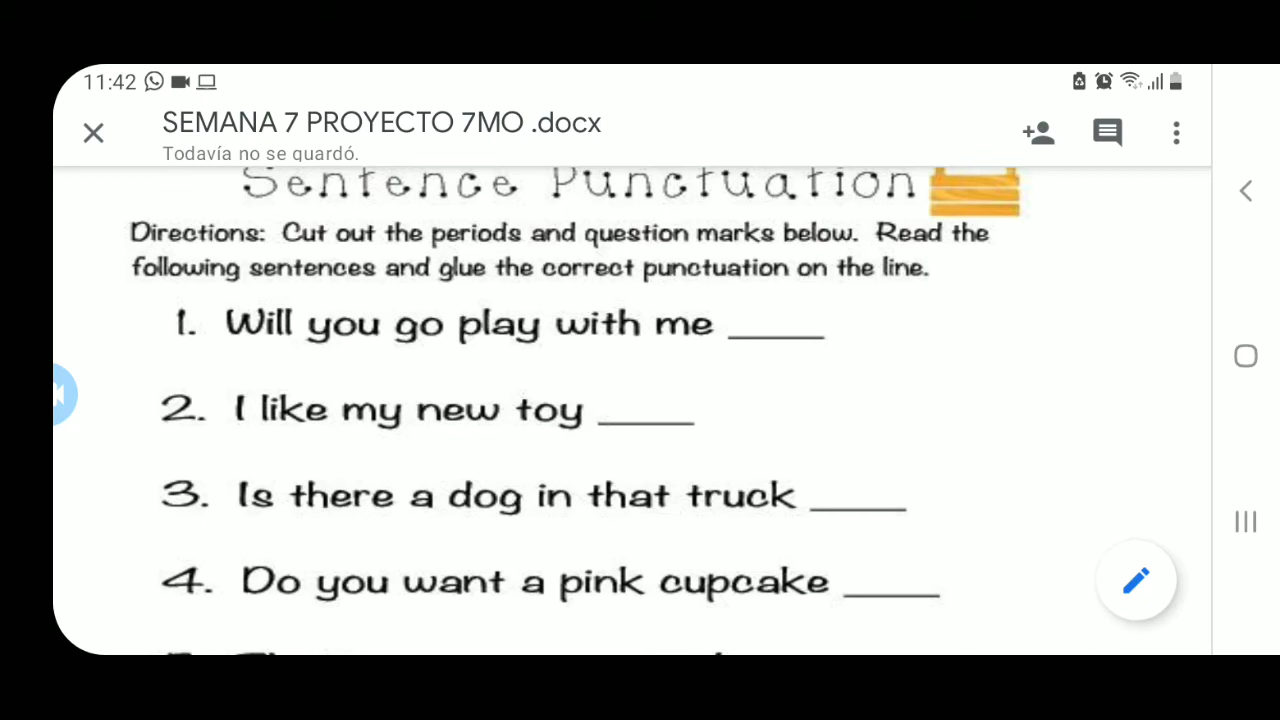 11:42
SEMANA 7 PROYECTO 7MO .docx
Todavía no se guardó.
Sentence Punctuation
Directions: Cut out the periods and question marks below. Read the
following sentences and glue the correct punctuation on the line.
1. Will you go play with me _____
2. I like my new toy _____
3. Is there a dog in that truck _____
4. Do you want a pink cupcake _____